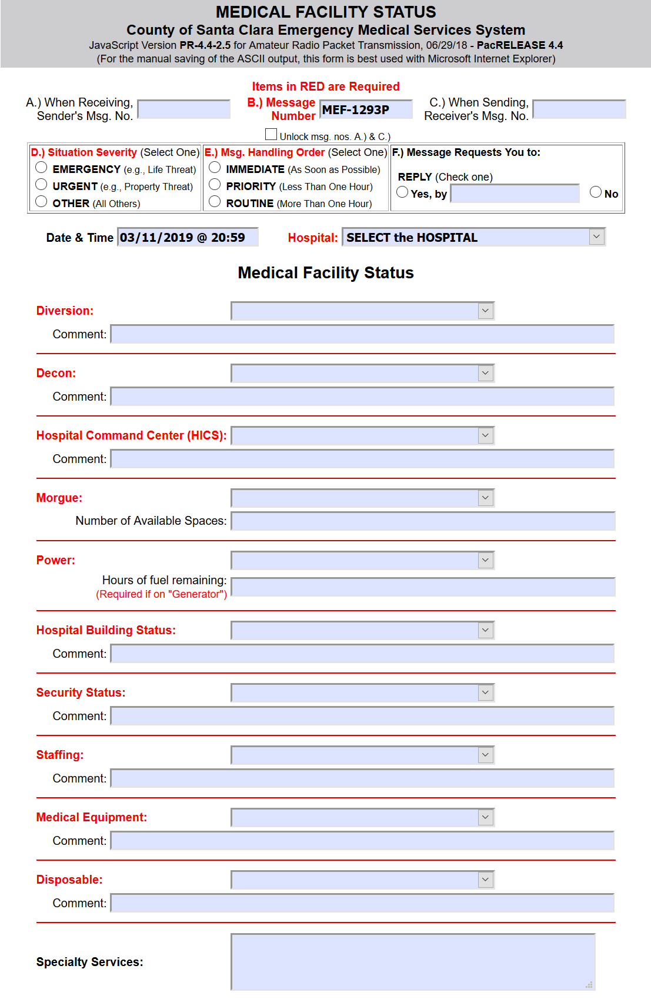 MEDICAL FACILITY STATUS
County of Santa Clara Emergency Medical Services System
JavaScript Version PR-4.4-2.5 for Amateur Radio Packet Transmission, 06/29/18 - PacRELEASE 4.4
(For the manual saving of the ASCII output, this form is best used with Microsoft Internet Explorer)
Items in RED are Required
A.) When Receiving, Sender's Msg. No.
B.) Message Number MEF-1293P
C.) When Sending, Receiver's Msg. No.
Unlock msg. nos. A.) & C.)
D.) Situation Severity (Select One)
EMERGENCY (e.g., Life Threat)
URGENT (e.g., Property Threat)
OTHER (All Others)
E.) Msg. Handling Order (Select One)
IMMEDIATE (As Soon as Possible)
PRIORITY (Less Than One Hour)
ROUTINE (More Than One Hour)
F.) Message Requests You to:
REPLY (Check one)
Yes, by No
Date & Time 03/11/2019 @ 20:59 Hospital: SELECT the HOSPITAL
Medical Facility Status
Diversion:
Comment:
Decon:
Comment:
Hospital Command Center (HICS):
Comment:
Morgue:
Number of Available Spaces:
Power:
Hours of fuel remaining:
(Required if on "Generator")
Hospital Building Status:
Comment:
Security Status:
Comment:
Staffing:
Comment:
Medical Equipment:
Comment:
Disposable:
Comment:
Specialty Services: